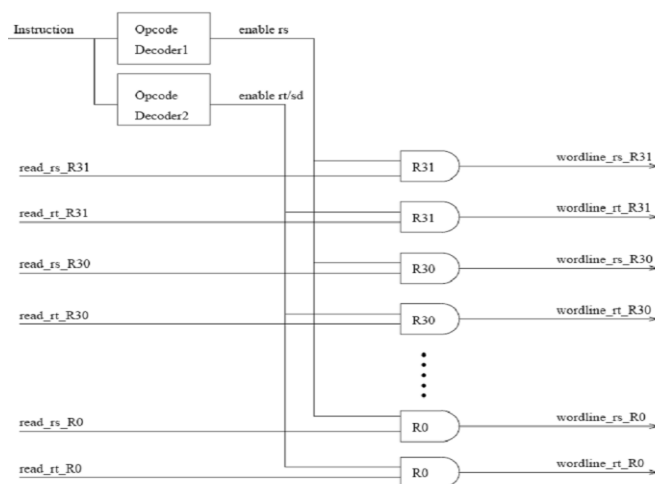 Instruction
Opcode
Decoder1
enable rs
Opcode
Decoder2
enable rt/sd
read_rs_R31
R31
wordline_rs_R31
read_rt_R31
R31
wordline_rt_R31
read_rs_R30
R30
wordline_rs_R30
read_rt_R30
R30
wordline_rt_R30
read_rs_R0
R0
wordline_rs_R0
read_rt_R0
R0
wordline_rt_R0